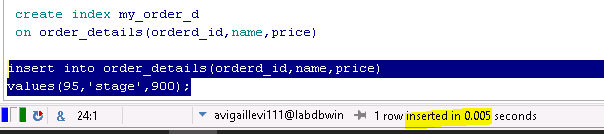 create index my_order_d
on order_details(orderd_id,name,price)
insert into order_details(orderd_id,name,price)
values(95,'stage',900);
& 24:1 avigaillevi111@labdbwin 1 row inserted in 0.005 seconds